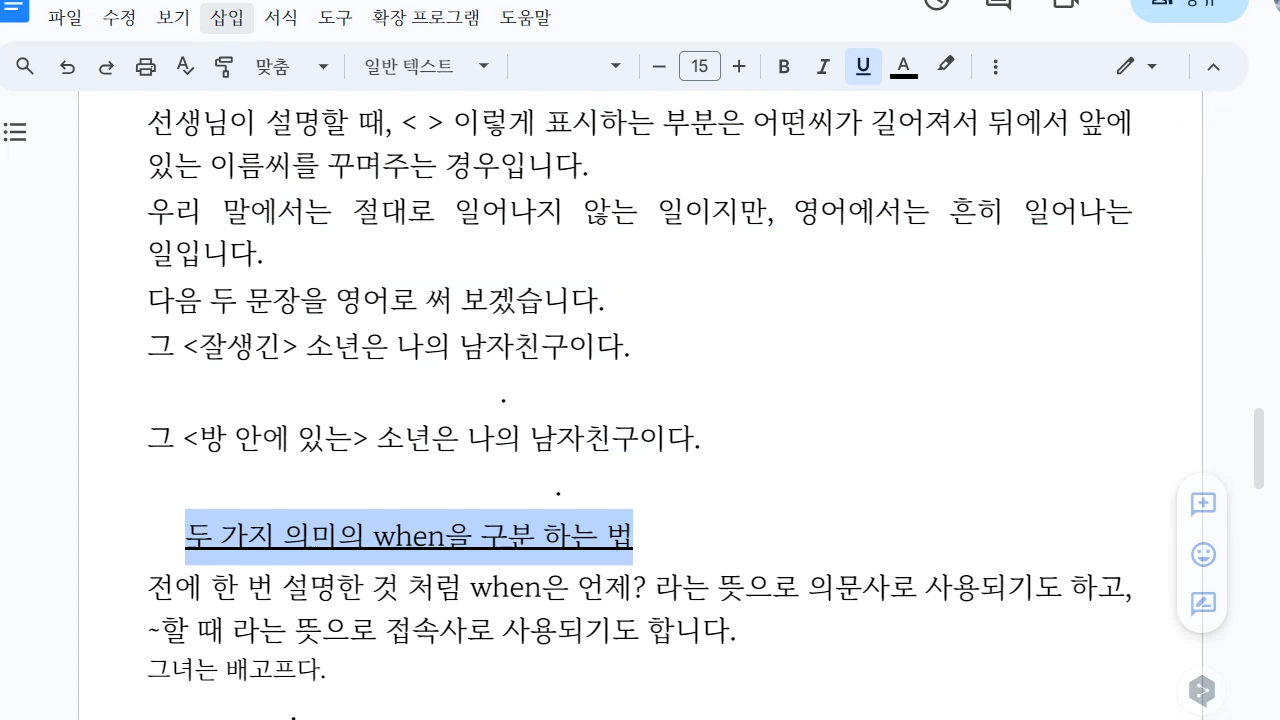 파일 수정 보기 삽입 서식 도구 확장 프로그램 도움말
맞춤 일반 텍스트 15 B I U A
선생님이 설명할 때, < > 이렇게 표시하는 부분은 어떤씨가 길어져서 뒤에서 앞에
있는 이름씨를 꾸며주는 경우입니다.
우리 말에서는 절대로 일어나지 않는 일이지만, 영어에서는 흔히 일어나는
일입니다.
다음 두 문장을 영어로 써 보겠습니다.
그 <잘생긴> 소년은 나의 남자친구이다.
.
그 <방 안에 있는> 소년은 나의 남자친구이다.
.
두 가지 의미의 when을 구분 하는 법
전에 한 번 설명한 것 처럼 when은 언제? 라는 뜻으로 의문사로 사용되기도 하고,
~할 때 라는 뜻으로 접속사로 사용되기도 합니다.
그녀는 배고프다.
.